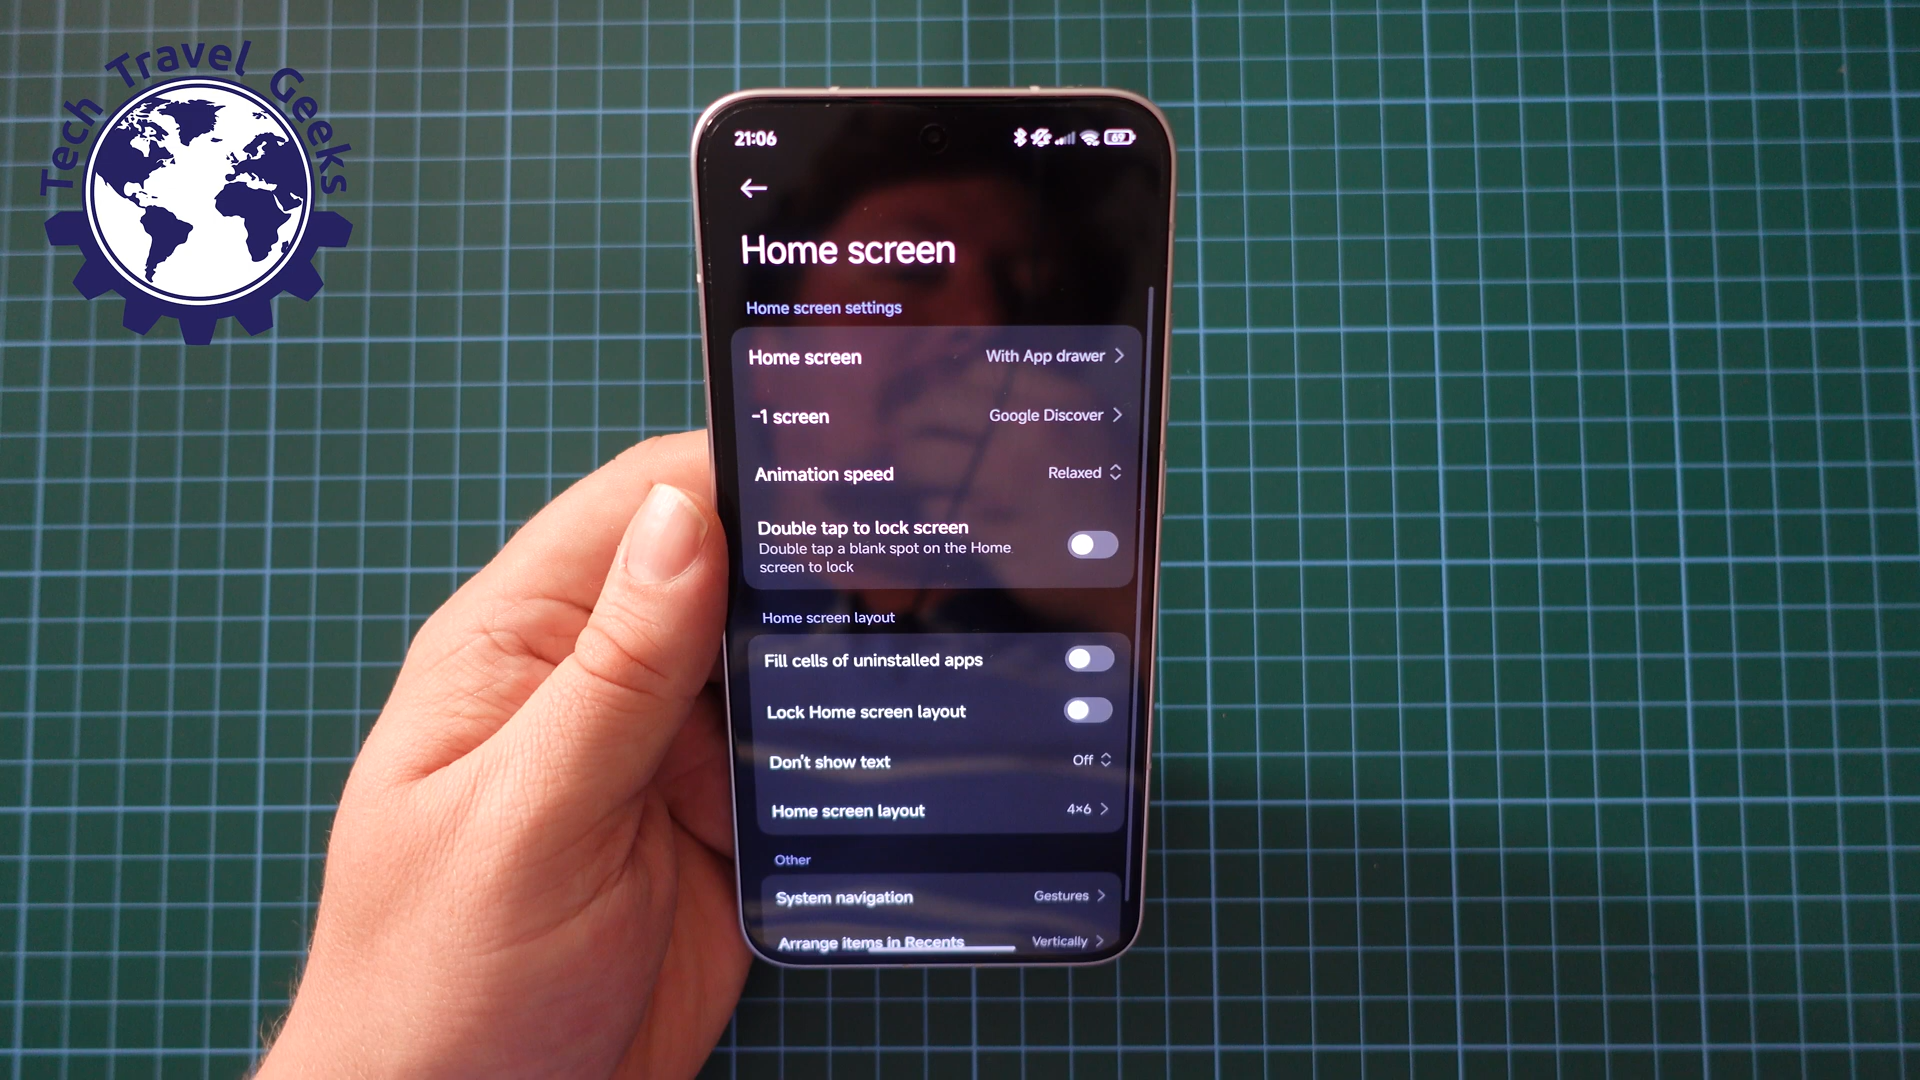 Tech Travel Geeks
21:06
69
Home screen
Home screen settings
Home screen With App drawer
-1 screen Google Discover
Animation speed Relaxed
Double tap to lock screen
Double tap a blank spot on the Home
screen to lock
Home screen layout
Fill cells of uninstalled apps
Lock Home screen layout
Don't show text Off
Home screen layout 4×6
Other
System navigation Gestures
Arrange items in Recents Vertically